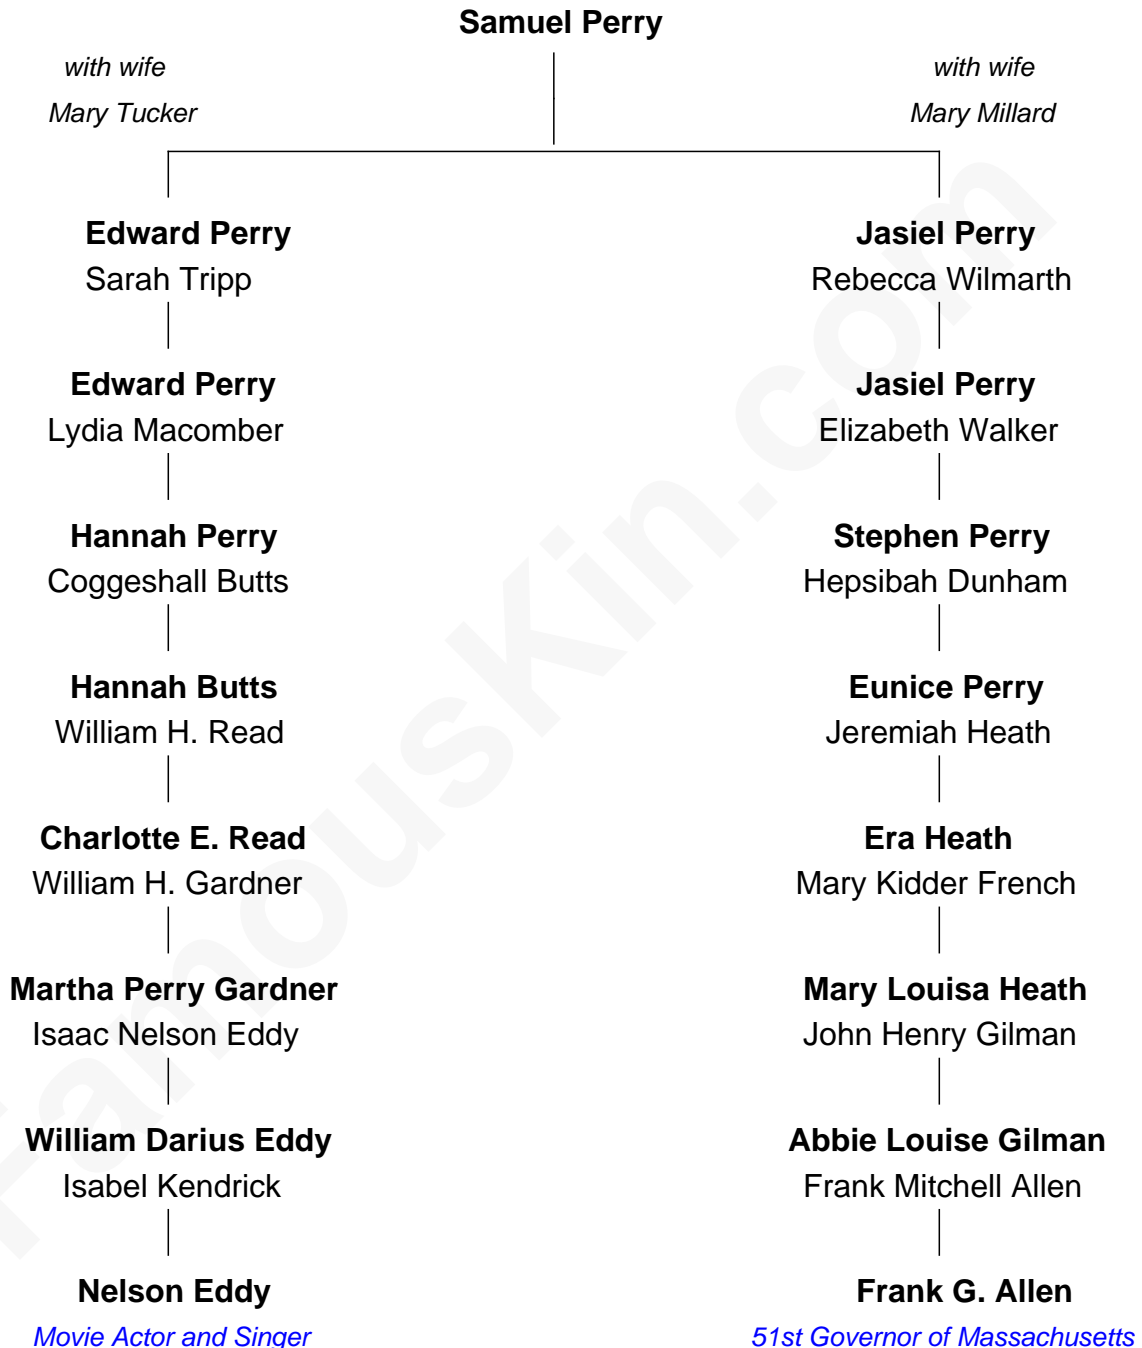 Samuel Perry
with wife
Mary Tucker
with wife
Mary Millard
Edward Perry
Sarah Tripp
Jasiel Perry
Rebecca Wilmarth
Edward Perry
Lydia Macomber
Jasiel Perry
Elizabeth Walker
Hannah Perry
Coggeshall Butts
Stephen Perry
Hepsibah Dunham
Hannah Butts
William H. Read
Eunice Perry
Jeremiah Heath
Charlotte E. Read
William H. Gardner
Era Heath
Mary Kidder French
Martha Perry Gardner
Isaac Nelson Eddy
Mary Louisa Heath
John Henry Gilman
William Darius Eddy
Isabel Kendrick
Abbie Louise Gilman
Frank Mitchell Allen
Nelson Eddy
Movie Actor and Singer
Frank G. Allen
51st Governor of Massachusetts
FamousKin.com